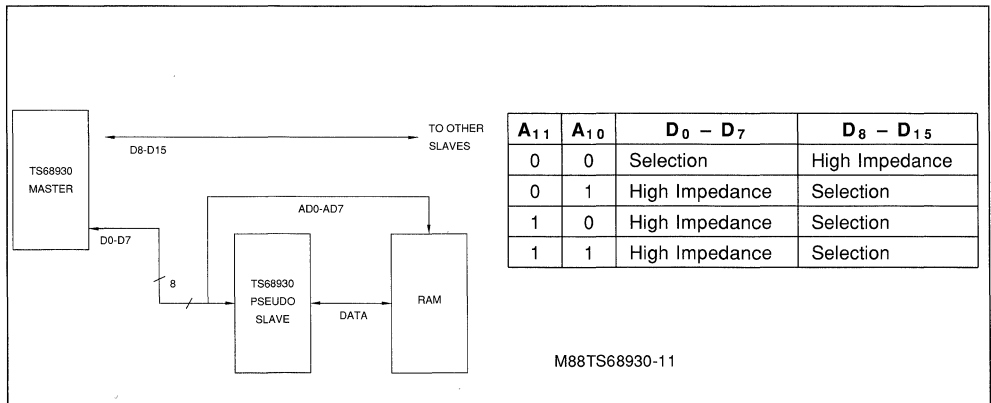 TS68930
MASTER
D8-D15
TO OTHER
SLAVES
D0-D7
8
AD0-AD7
TS68930
PSEUDO
SLAVE
DATA
RAM
A11 A10 D0 – D7 D8 – D15
0 0 Selection High Impedance
0 1 High Impedance Selection
1 0 High Impedance Selection
1 1 High Impedance Selection
M88TS68930-11